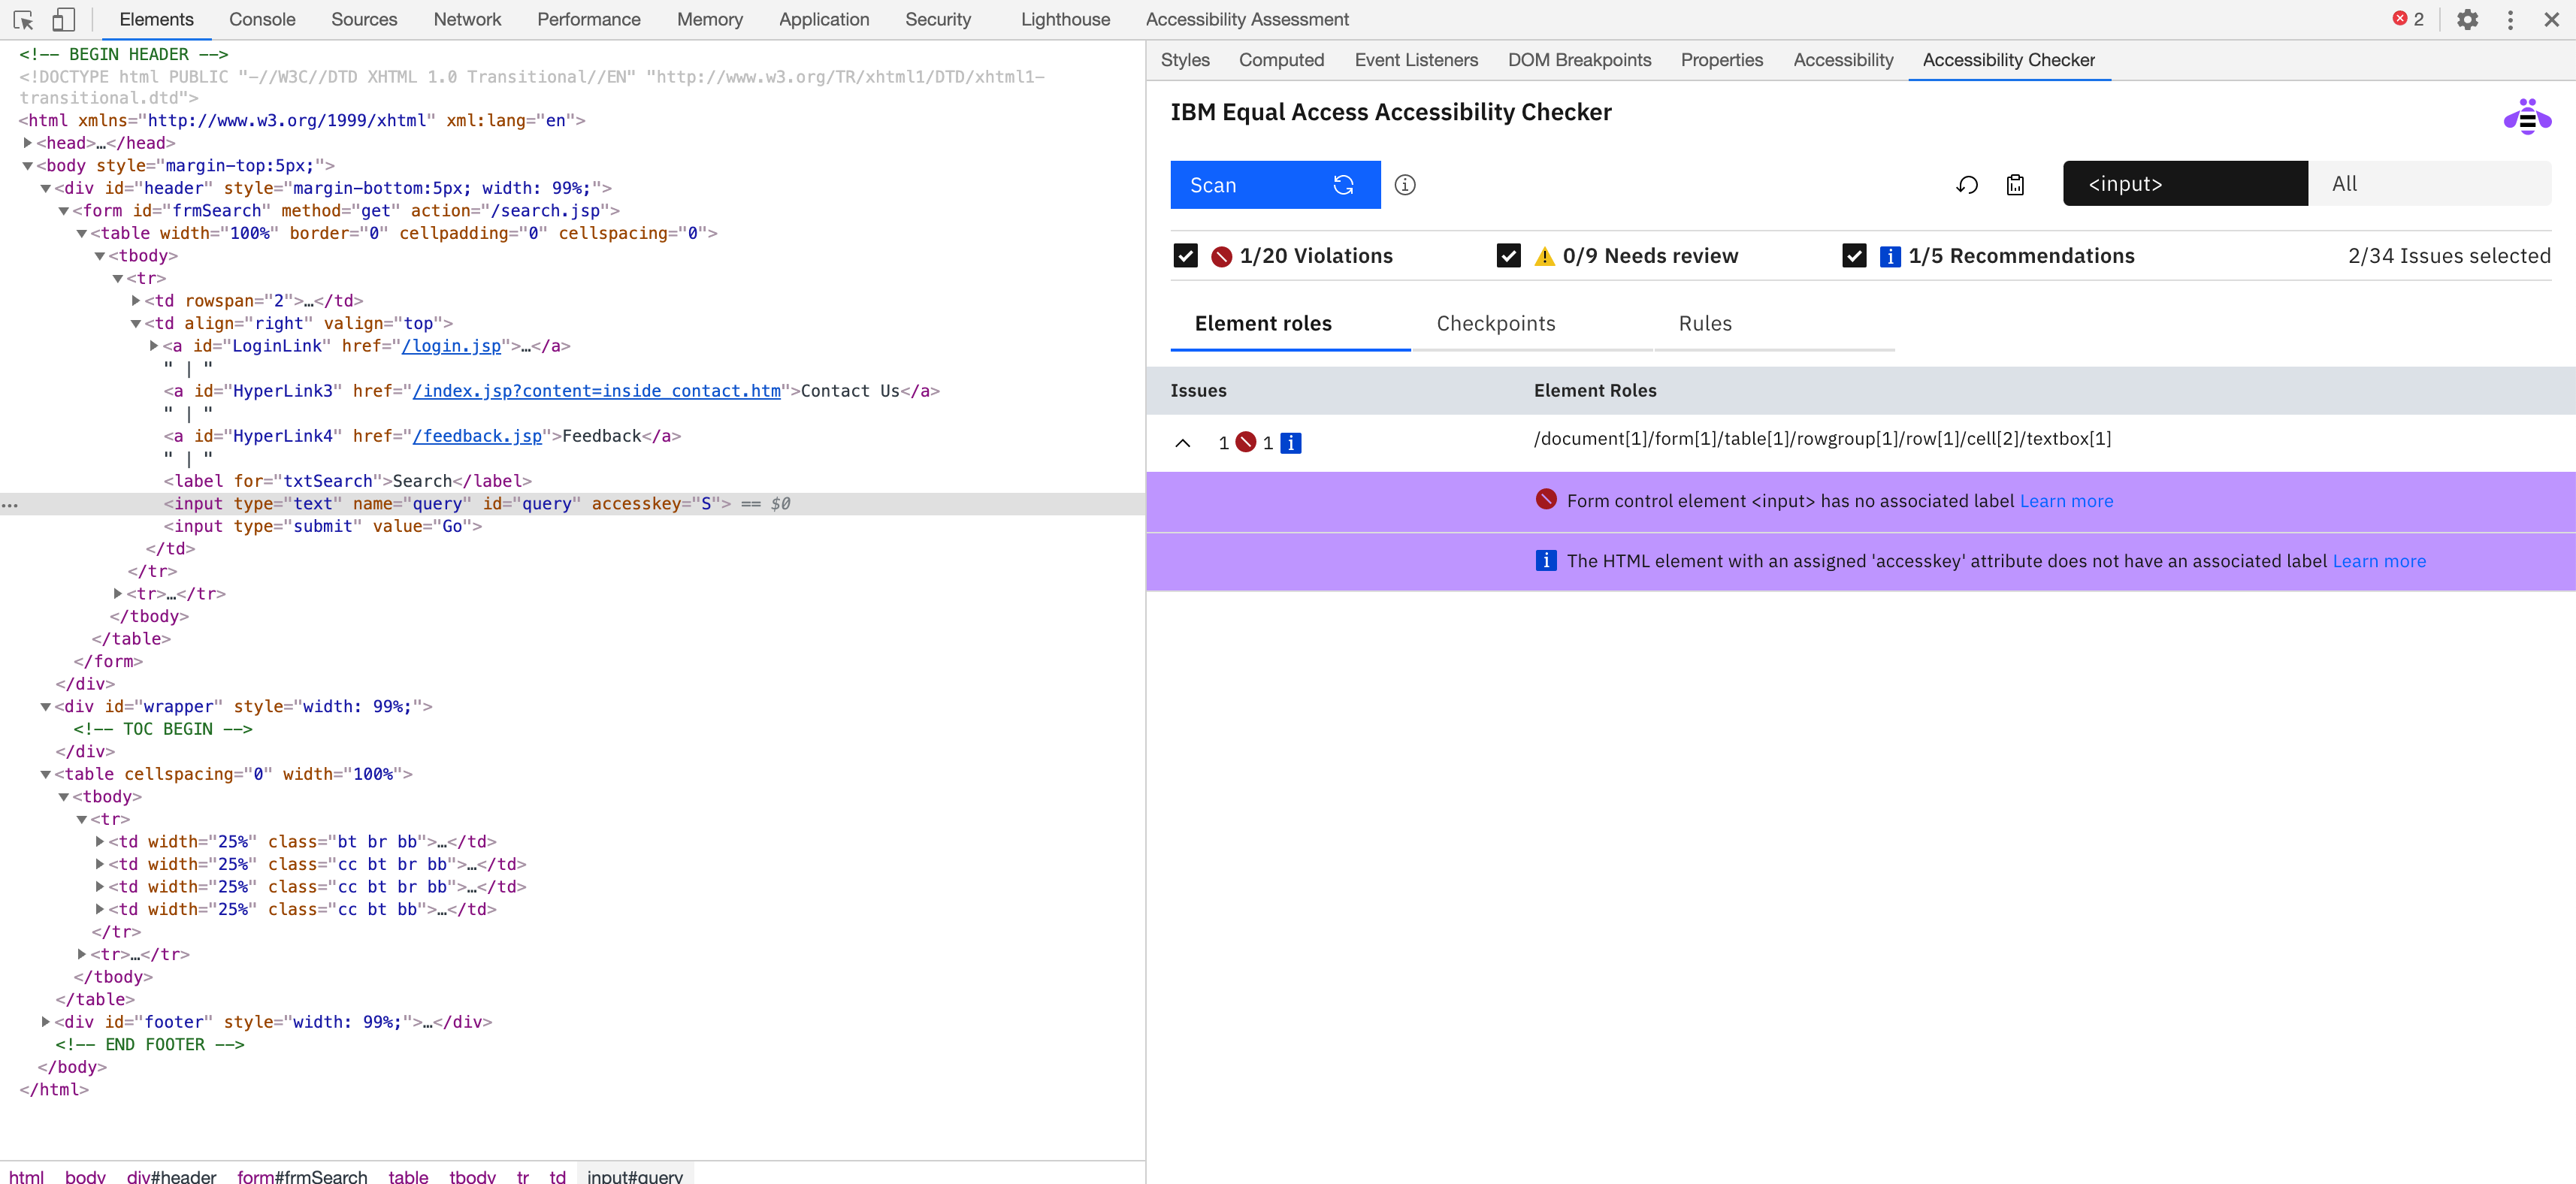 Elements Console Sources Network Performance Memory Application Security Lighthouse Accessibility Assessment 2
<!-- BEGIN HEADER -->
<!DOCTYPE html PUBLIC "-//W3C//DTD XHTML 1.0 Transitional//EN" "http://www.w3.org/TR/xhtml1/DTD/xhtml1-
transitional.dtd">
<html xmlns="http://www.w3.org/1999/xhtml" xml:lang="en">
<head>…</head>
<body style="margin-top:5px;">
<div id="header" style="margin-bottom:5px; width: 99%;">
<form id="frmSearch" method="get" action="/search.jsp">
<table width="100%" border="0" cellpadding="0" cellspacing="0">
<tbody>
<tr>
<td rowspan="2">…</td>
<td align="right" valign="top">
<a id="LoginLink" href="/login.jsp">…</a>
" | "
<a id="HyperLink3" href="/index.jsp?content=inside_contact.htm">Contact Us</a>
" | "
<a id="HyperLink4" href="/feedback.jsp">Feedback</a>
" | "
<label for="txtSearch">Search</label>
… <input type="text" name="query" id="query" accesskey="S"> == $0
<input type="submit" value="Go">
</td>
</tr>
<tr>…</tr>
</tbody>
</table>
</form>
</div>
<div id="wrapper" style="width: 99%;">
<!-- TOC BEGIN -->
</div>
<table cellspacing="0" width="100%">
<tbody>
<tr>
<td width="25%" class="bt br bb">…</td>
<td width="25%" class="cc bt br bb">…</td>
<td width="25%" class="cc bt br bb">…</td>
<td width="25%" class="cc bt bb">…</td>
</tr>
<tr>…</tr>
</tbody>
</table>
<div id="footer" style="width: 99%;">…</div>
<!-- END FOOTER -->
</body>
</html>
html body div#header form#frmSearch table tbody tr td input#query
Styles Computed Event Listeners DOM Breakpoints Properties Accessibility Accessibility Checker
IBM Equal Access Accessibility Checker
Scan <input> All
1/20 Violations 0/9 Needs review 1/5 Recommendations 2/34 Issues selected
Element roles Checkpoints Rules
Issues Element Roles
1 1 /document[1]/form[1]/table[1]/rowgroup[1]/row[1]/cell[2]/textbox[1]
Form control element <input> has no associated label Learn more
The HTML element with an assigned 'accesskey' attribute does not have an associated label Learn more